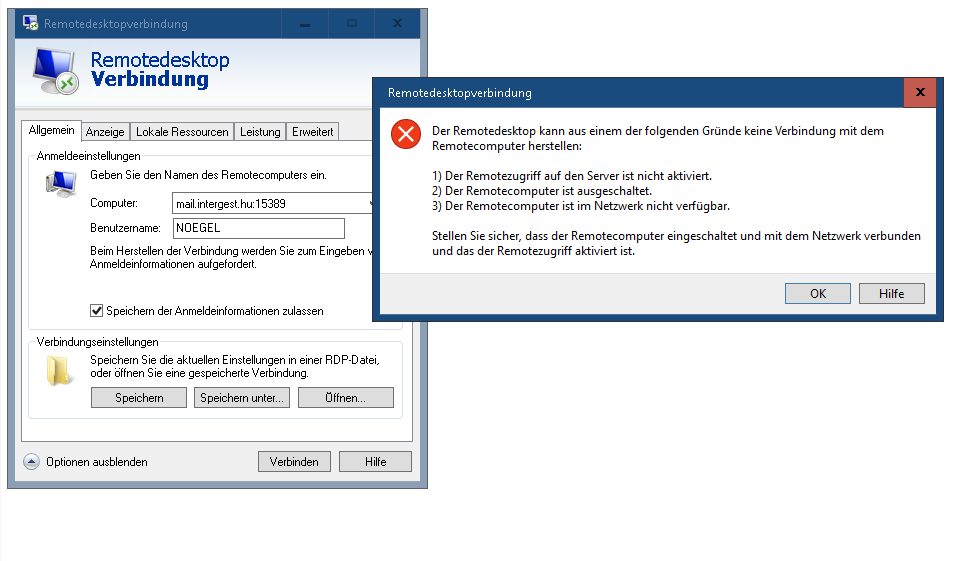 Remotedesktopverbindung
Remotedesktop
Verbindung
Allgemein
Anzeige
Lokale Ressourcen
Leistung
Erweitert
Anmeldeeinstellungen
Geben Sie den Namen des Remotecomputers ein.
Computer:
mail.intergest.hu:15389
Benutzername:
NOEGEL
Beim Herstellen der Verbindung werden Sie zum Eingeben
Anmeldeinformationen aufgefordert.
Speichern der Anmeldeinformationen zulassen
Verbindungseinstellungen
Speichern Sie die aktuellen Einstellungen in einer RDP-Datei,
oder öffnen Sie eine gespeicherte Verbindung.
Speichern
Speichern unter...
Öffnen...
Optionen ausblenden
Verbinden
Hilfe
Remotedesktopverbindung
Der Remotedesktop kann aus einem der folgenden Gründe keine Verbindung mit dem
Remotecomputer herstellen:
1) Der Remotezugriff auf den Server ist nicht aktiviert.
2) Der Remotecomputer ist ausgeschaltet.
3) Der Remotecomputer ist im Netzwerk nicht verfügbar.
Stellen Sie sicher, dass der Remotecomputer eingeschaltet und mit dem Netzwerk verbunden
und das der Remotezugriff aktiviert ist.
OK
Hilfe